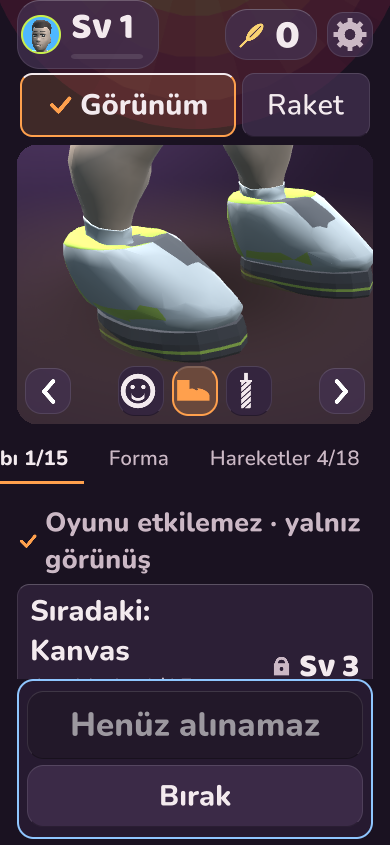 Sv 1
0
Görünüm
Raket
bı 1/15
Forma
Hareketler 4/18
Oyunu etkilemez · yalnız
görünüş
Sıradaki:
Kanvas
Sv 3
Henüz alınamaz
Bırak